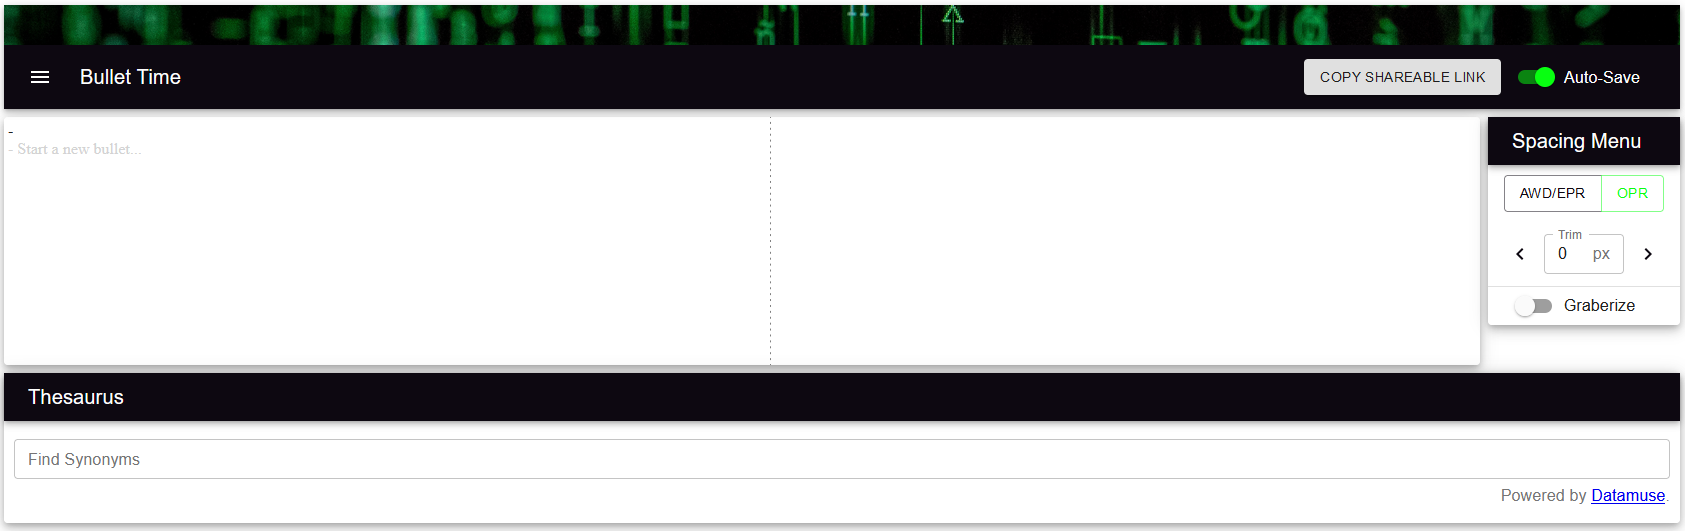 Bullet Time
COPY SHAREABLE LINK
Auto-Save
-
- Start a new bullet...
Spacing Menu
AWD/EPR
OPR
Trim
0 px
Graberize
Thesaurus
Find Synonyms
Powered by Datamuse.